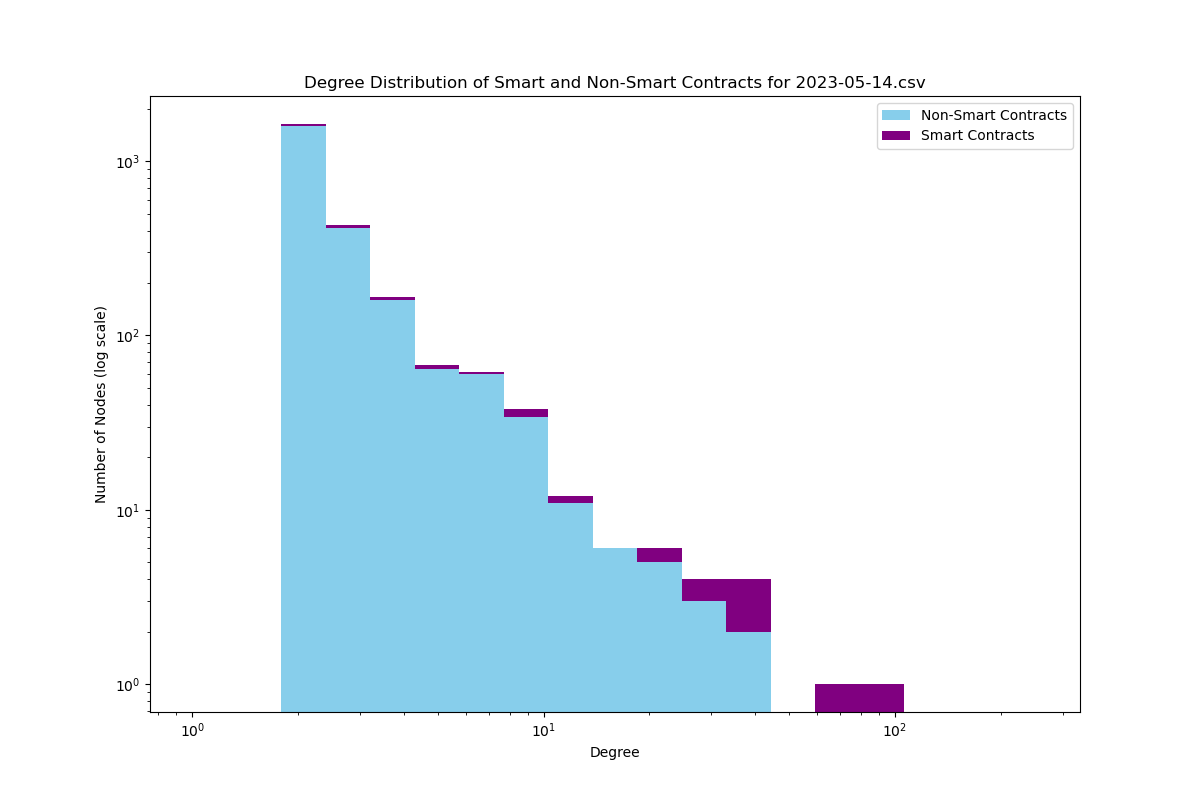 Degree Distribution of Smart and Non-Smart Contracts for 2023-05-14.csv
Non-Smart Contracts
Smart Contracts
Number of Nodes (log scale)
10³
10²
10¹
10⁰
10⁰ 10¹ 10²
Degree